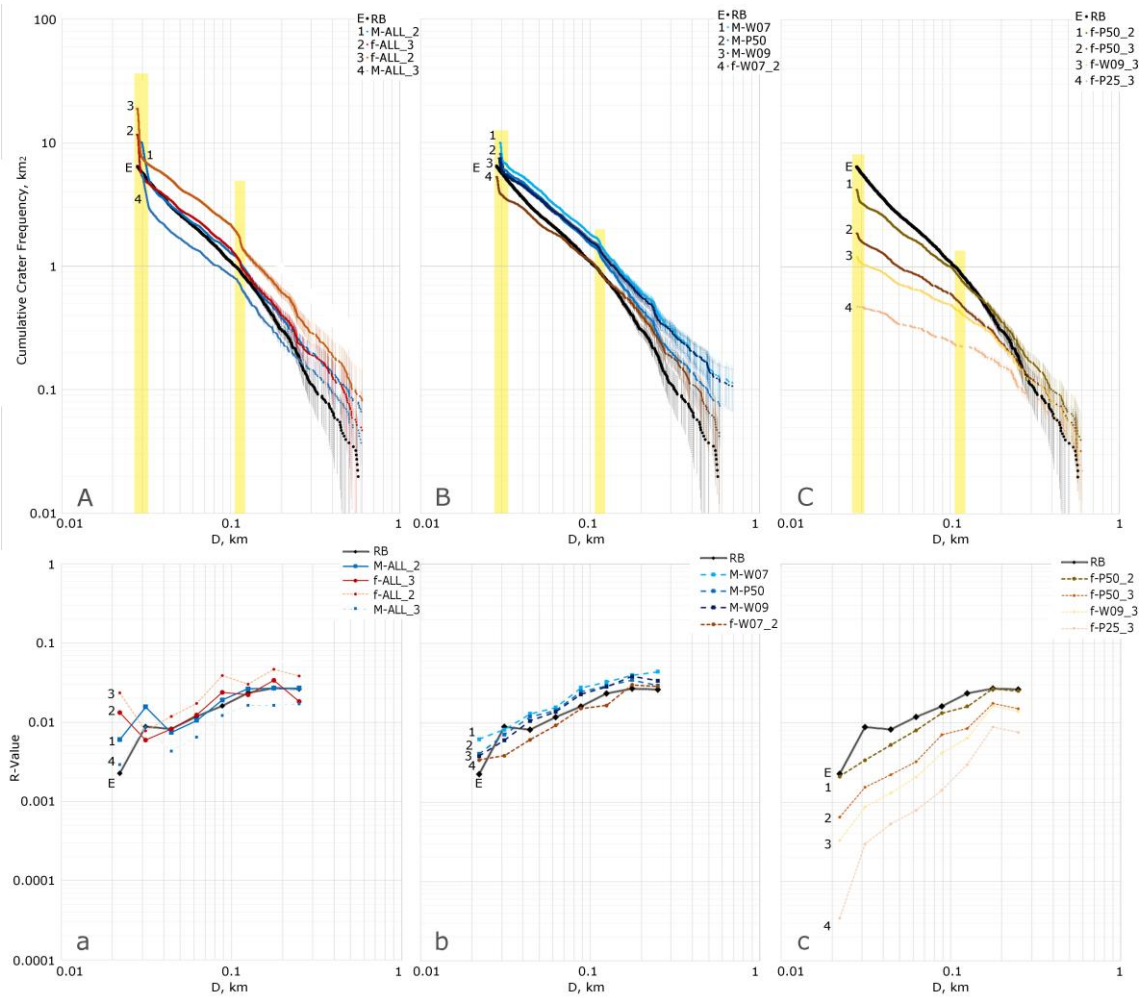 100
10
1
0.1
0.01
Cumulative Crater Frequency, km2
E•RB
1 M-ALL_2
2 f-ALL_3
3 f-ALL_2
4 M-ALL_3
3
2
1
E
4
A
0.01
0.1
1
D, km
E•RB
1 M-W07
2 M-P50
3 M-W09
4 f-W07_2
1
2
3
E
4
B
0.01
0.1
1
D, km
E•RB
1 f-P50_2
2 f-P50_3
3 f-W09_3
4 f-P25_3
E
1
2
3
4
C
0.01
0.1
1
D, km
1
0.1
0.01
0.001
0.0001
0.0001
R-Value
RB
M-ALL_2
f-ALL_3
f-ALL_2
M-ALL_3
3
2
1
4
E
a
0.01
0.1
1
D, km
RB
M-W07
M-P50
M-W09
f-W07_2
1
2
3
4
E
b
0.01
0.1
1
D, km
RB
f-P50_2
f-P50_3
f-W09_3
f-P25_3
E
1
2
3
4
c
0.01
0.1
1
D, km